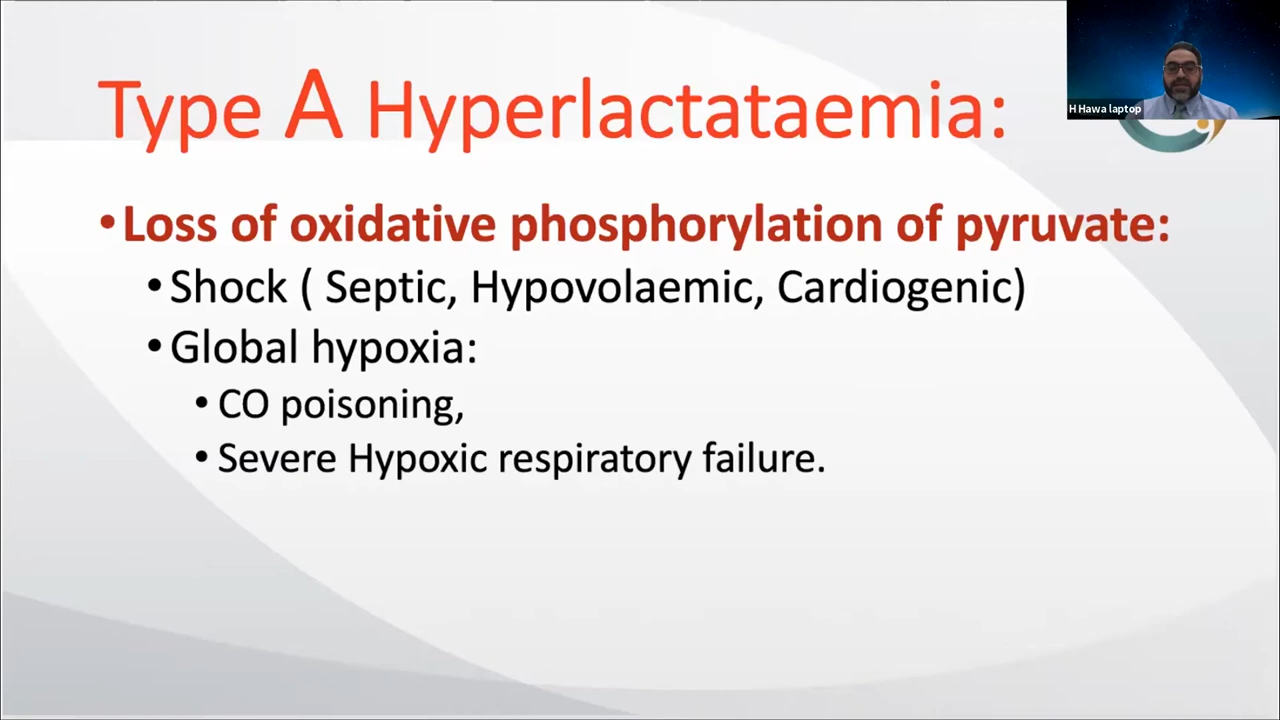 Type A Hyperlactataemia:
H Hawa laptop
•Loss of oxidative phosphorylation of pyruvate:
•Shock ( Septic, Hypovolaemic, Cardiogenic)
•Global hypoxia:
•CO poisoning,
•Severe Hypoxic respiratory failure.